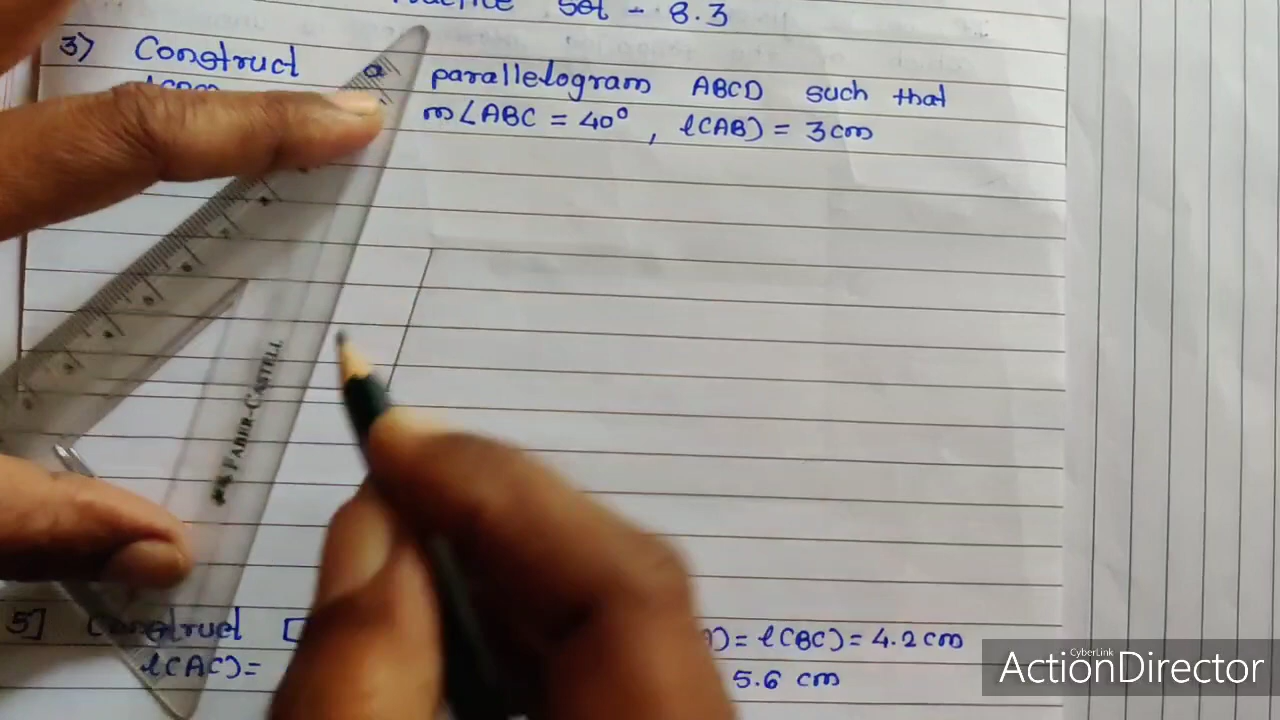 Set - 8.3
3) Construct parallelogram ABCD such that
m∠ABC = 40°, l(AB) = 3cm
FABER-CASTELL
5] Construct
) = l(BC) = 4.2 cm
l(AC) = 5.6 cm
CyberLink
ActionDirector